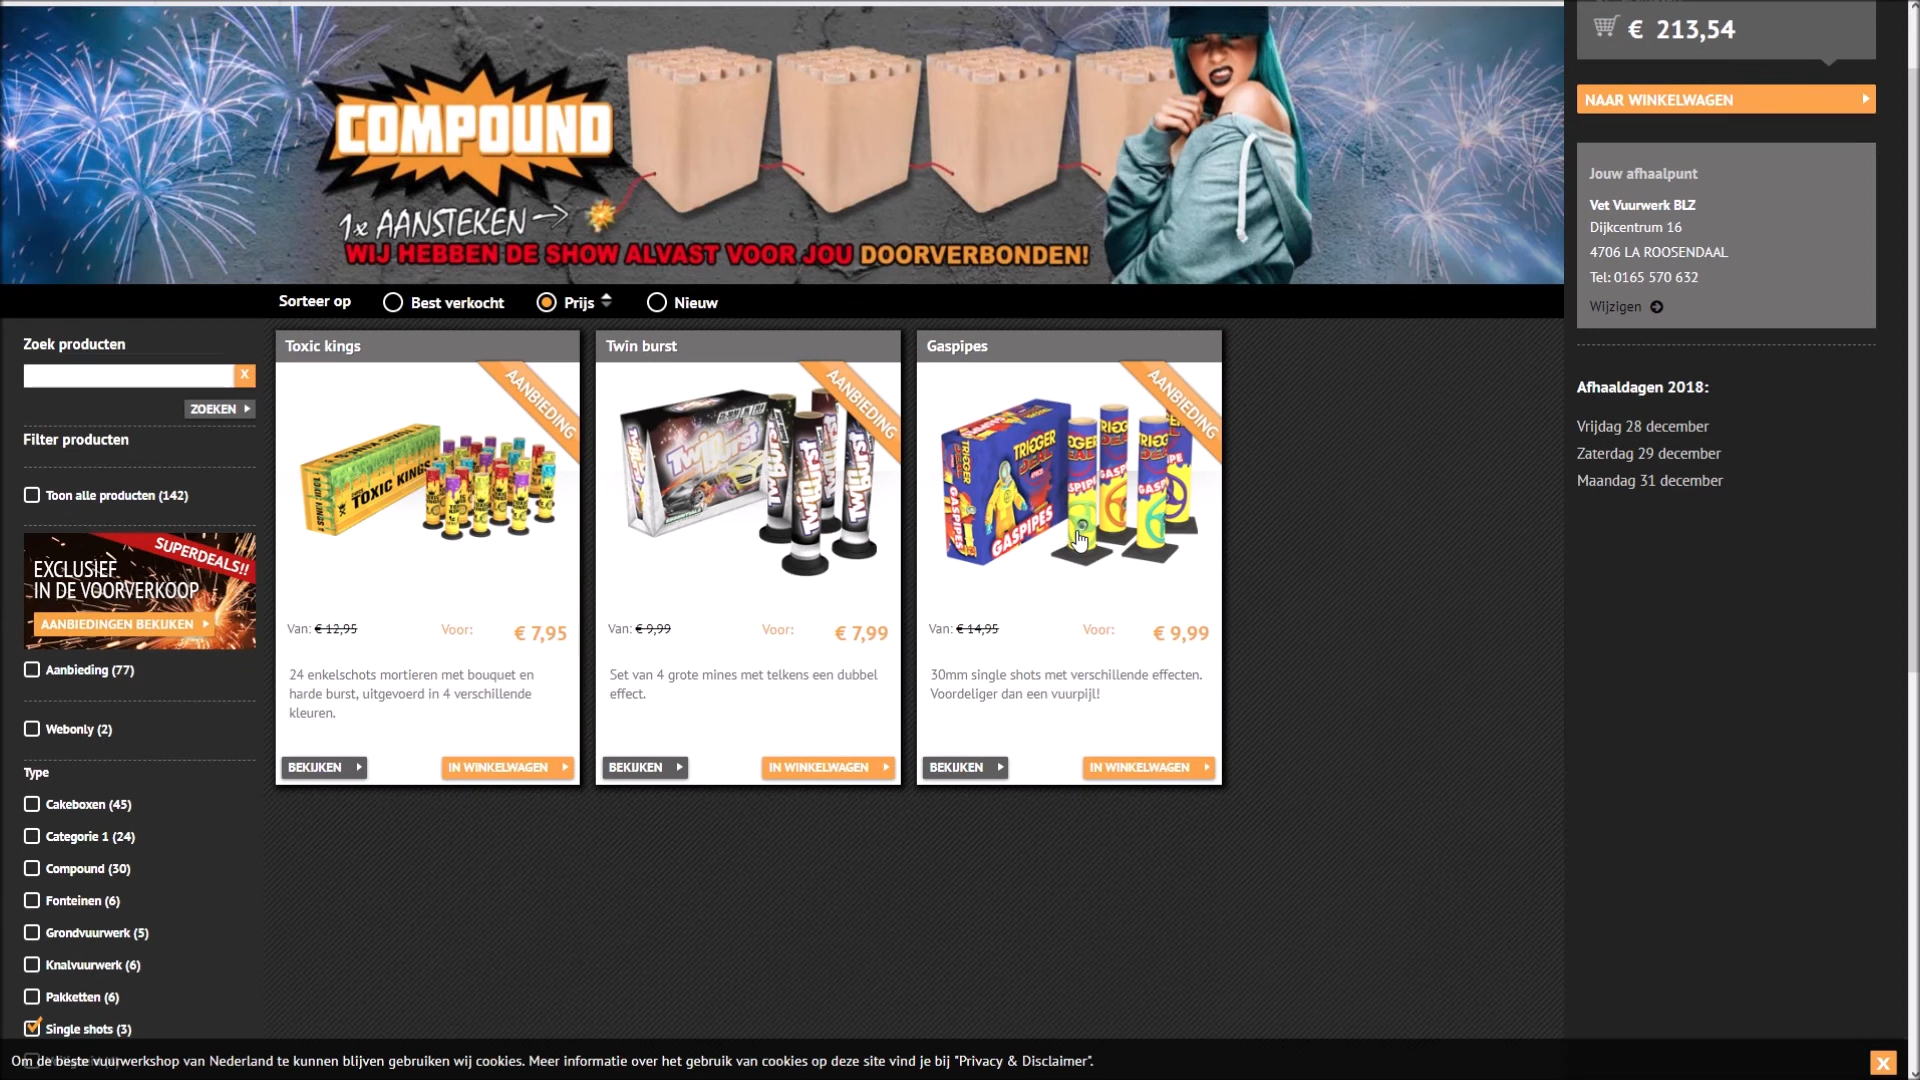 € 213,54
NAAR WINKELWAGEN
COMPOUND
1x AANSTEKEN
WIJ HEBBEN DE SHOW ALVAST VOOR JOU DOORVERBONDEN!
Jouw afhaalpunt
Vet Vuurwerk BLZ
Dijkcentrum 16
4706 LA ROOSENDAAL
Tel: 0165 570 632
Wijzigen
Afhaaldagen 2018:
Vrijdag 28 december
Zaterdag 29 december
Maandag 31 december
Sorteer op
Best verkocht
Prijs
Nieuw
Zoek producten
X
ZOEKEN
Filter producten
Toon alle producten (142)
SUPERDEALS!!
EXCLUSIEF
IN DE VOORVERKOOP
AANBIEDINGEN BEKIJKEN
Aanbieding (77)
Webonly (2)
Type
Cakeboxen (45)
Categorie 1 (24)
Compound (30)
Fonteinen (6)
Grondvuurwerk (5)
Knalvuurwerk (6)
Pakketten (6)
Single shots (3)
Toxic kings
AANBIEDING
TOXIC KINGS
Van: € 12,95 Voor: € 7,95
24 enkelschots mortieren met bouquet en
harde burst, uitgevoerd in 4 verschillende
kleuren.
BEKIJKEN
IN WINKELWAGEN
Twin burst
AANBIEDING
Twinburst
Twinburst
Twinburst
Twinburst
Van: € 9,99 Voor: € 7,99
Set van 4 grote mines met telkens een dubbel
effect.
BEKIJKEN
IN WINKELWAGEN
Gaspipes
AANBIEDING
TRIGGER
DEAL
GASPIPES
GASPIPES
Van: € 14,95 Voor: € 9,99
30mm single shots met verschillende effecten.
Voordeliger dan een vuurpijl!
BEKIJKEN
IN WINKELWAGEN
Om de beste vuurwerkshop van Nederland te kunnen blijven gebruiken wij cookies. Meer informatie over het gebruik van cookies op deze site vind je bij "Privacy & Disclaimer".
X